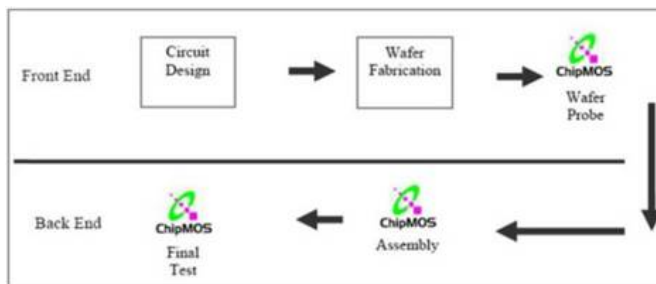 Circuit
Design
Wafer
Fabrication
Front End
ChipMOS
Wafer
Probe
Back End
ChipMOS
Final
Test
ChipMOS
Assembly